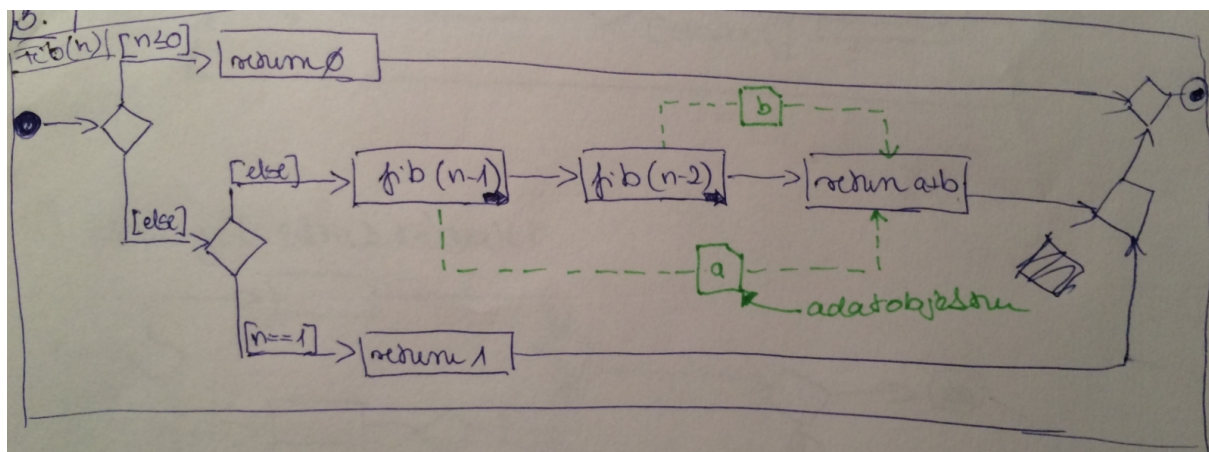 3.
fib(n)
[n≤0]
return 0
b
[else]
fib(n-1)
fib(n-2)
return a+b
[else]
a
adatobjektum
[n==1]
return 1